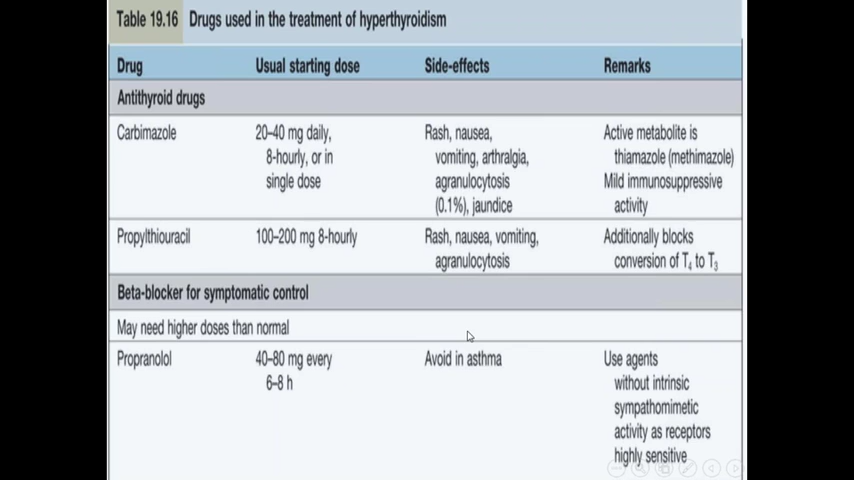 Table 19.16 Drugs used in the treatment of hyperthyroidism
Drug Usual starting dose Side-effects Remarks
Antithyroid drugs
Carbimazole 20–40 mg daily, Rash, nausea, Active metabolite is
8-hourly, or in vomiting, arthralgia, thiamazole (methimazole)
single dose agranulocytosis Mild immunosuppressive
(0.1%), jaundice activity
Propylthiouracil 100–200 mg 8-hourly Rash, nausea, vomiting, Additionally blocks
agranulocytosis conversion of T₄ to T₃
Beta-blocker for symptomatic control
May need higher doses than normal
Propranolol 40–80 mg every Avoid in asthma Use agents
6–8 h without intrinsic
sympathomimetic
activity as receptors
highly sensitive